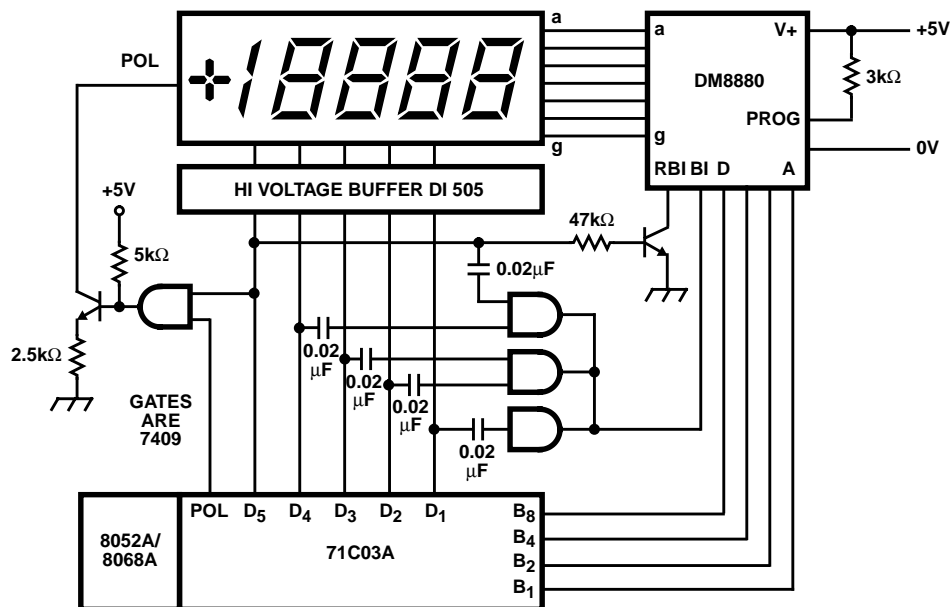 POL
+18888
a
g
a
g
V+
DM8880
PROG
RBI BI D A
+5V
3kΩ
0V
HI VOLTAGE BUFFER DI 505
+5V
5kΩ
47kΩ
0.02µF
2.5kΩ
0.02
µF
0.02
µF
0.02
µF
0.02
µF
GATES
ARE
7409
POL D5 D4 D3 D2 D1
8052A/
8068A
71C03A
B8
B4
B2
B1